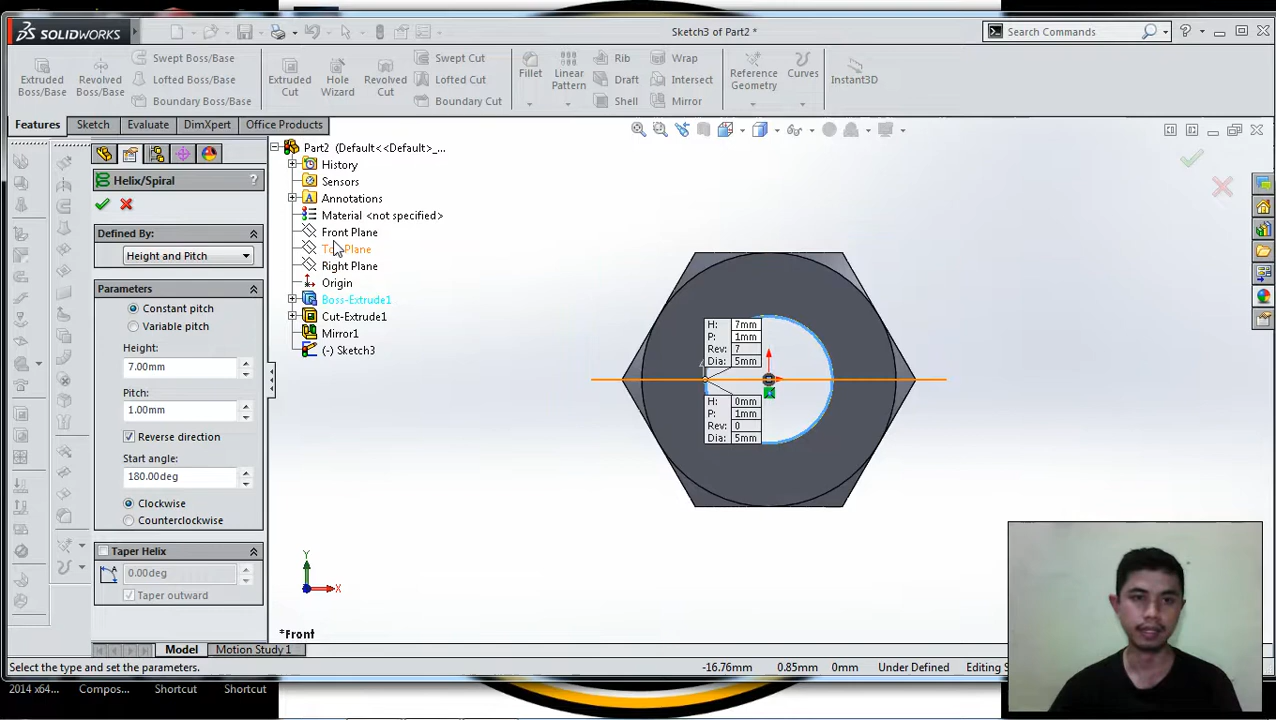 SOLIDWORKS
Sketch3 of Part2 *
Search Commands
Extruded Boss/Base
Revolved Boss/Base
Swept Boss/Base
Lofted Boss/Base
Boundary Boss/Base
Extruded Cut
Hole Wizard
Revolved Cut
Swept Cut
Lofted Cut
Boundary Cut
Fillet
Linear Pattern
Rib
Draft
Shell
Wrap
Intersect
Mirror
Reference Geometry
Curves
Instant3D
Features
Sketch
Evaluate
DimXpert
Office Products
Helix/Spiral
?
Defined By:
Height and Pitch
Parameters
Constant pitch
Variable pitch
Height:
7.00mm
Pitch:
1.00mm
Reverse direction
Start angle:
180.00deg
Clockwise
Counterclockwise
Taper Helix
0.00deg
Taper outward
Part2 (Default<<Default>_...
History
Sensors
Annotations
Material <not specified>
Front Plane
Top Plane
Right Plane
Origin
Boss-Extrude1
Cut-Extrude1
Mirror1
(-) Sketch3
H: 7mm
P: 1mm
Rev: 7
Dia: 5mm
H: 0mm
P: 1mm
Rev: 0
Dia: 5mm
Y
X
*Front
Model
Motion Study 1
Select the type and set the parameters.
-16.76mm
0.85mm
0mm
Under Defined
Editing
2014 x64...
Compos...
Shortcut
Shortcut